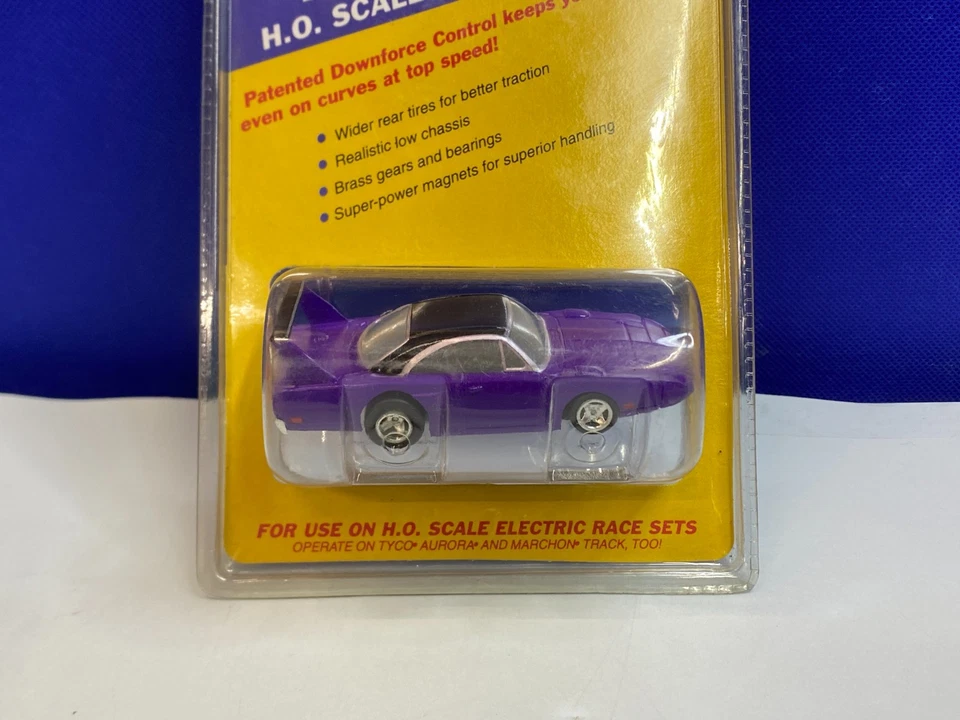 H.O. SCALE
Patented Downforce Control keeps
even on curves at top speed!
• Wider rear tires for better traction
• Realistic low chassis
• Brass gears and bearings
• Super-power magnets for superior handling
FOR USE ON H.O. SCALE ELECTRIC RACE SETS
OPERATE ON TYCO® AURORA® AND MARCHON® TRACK, TOO!